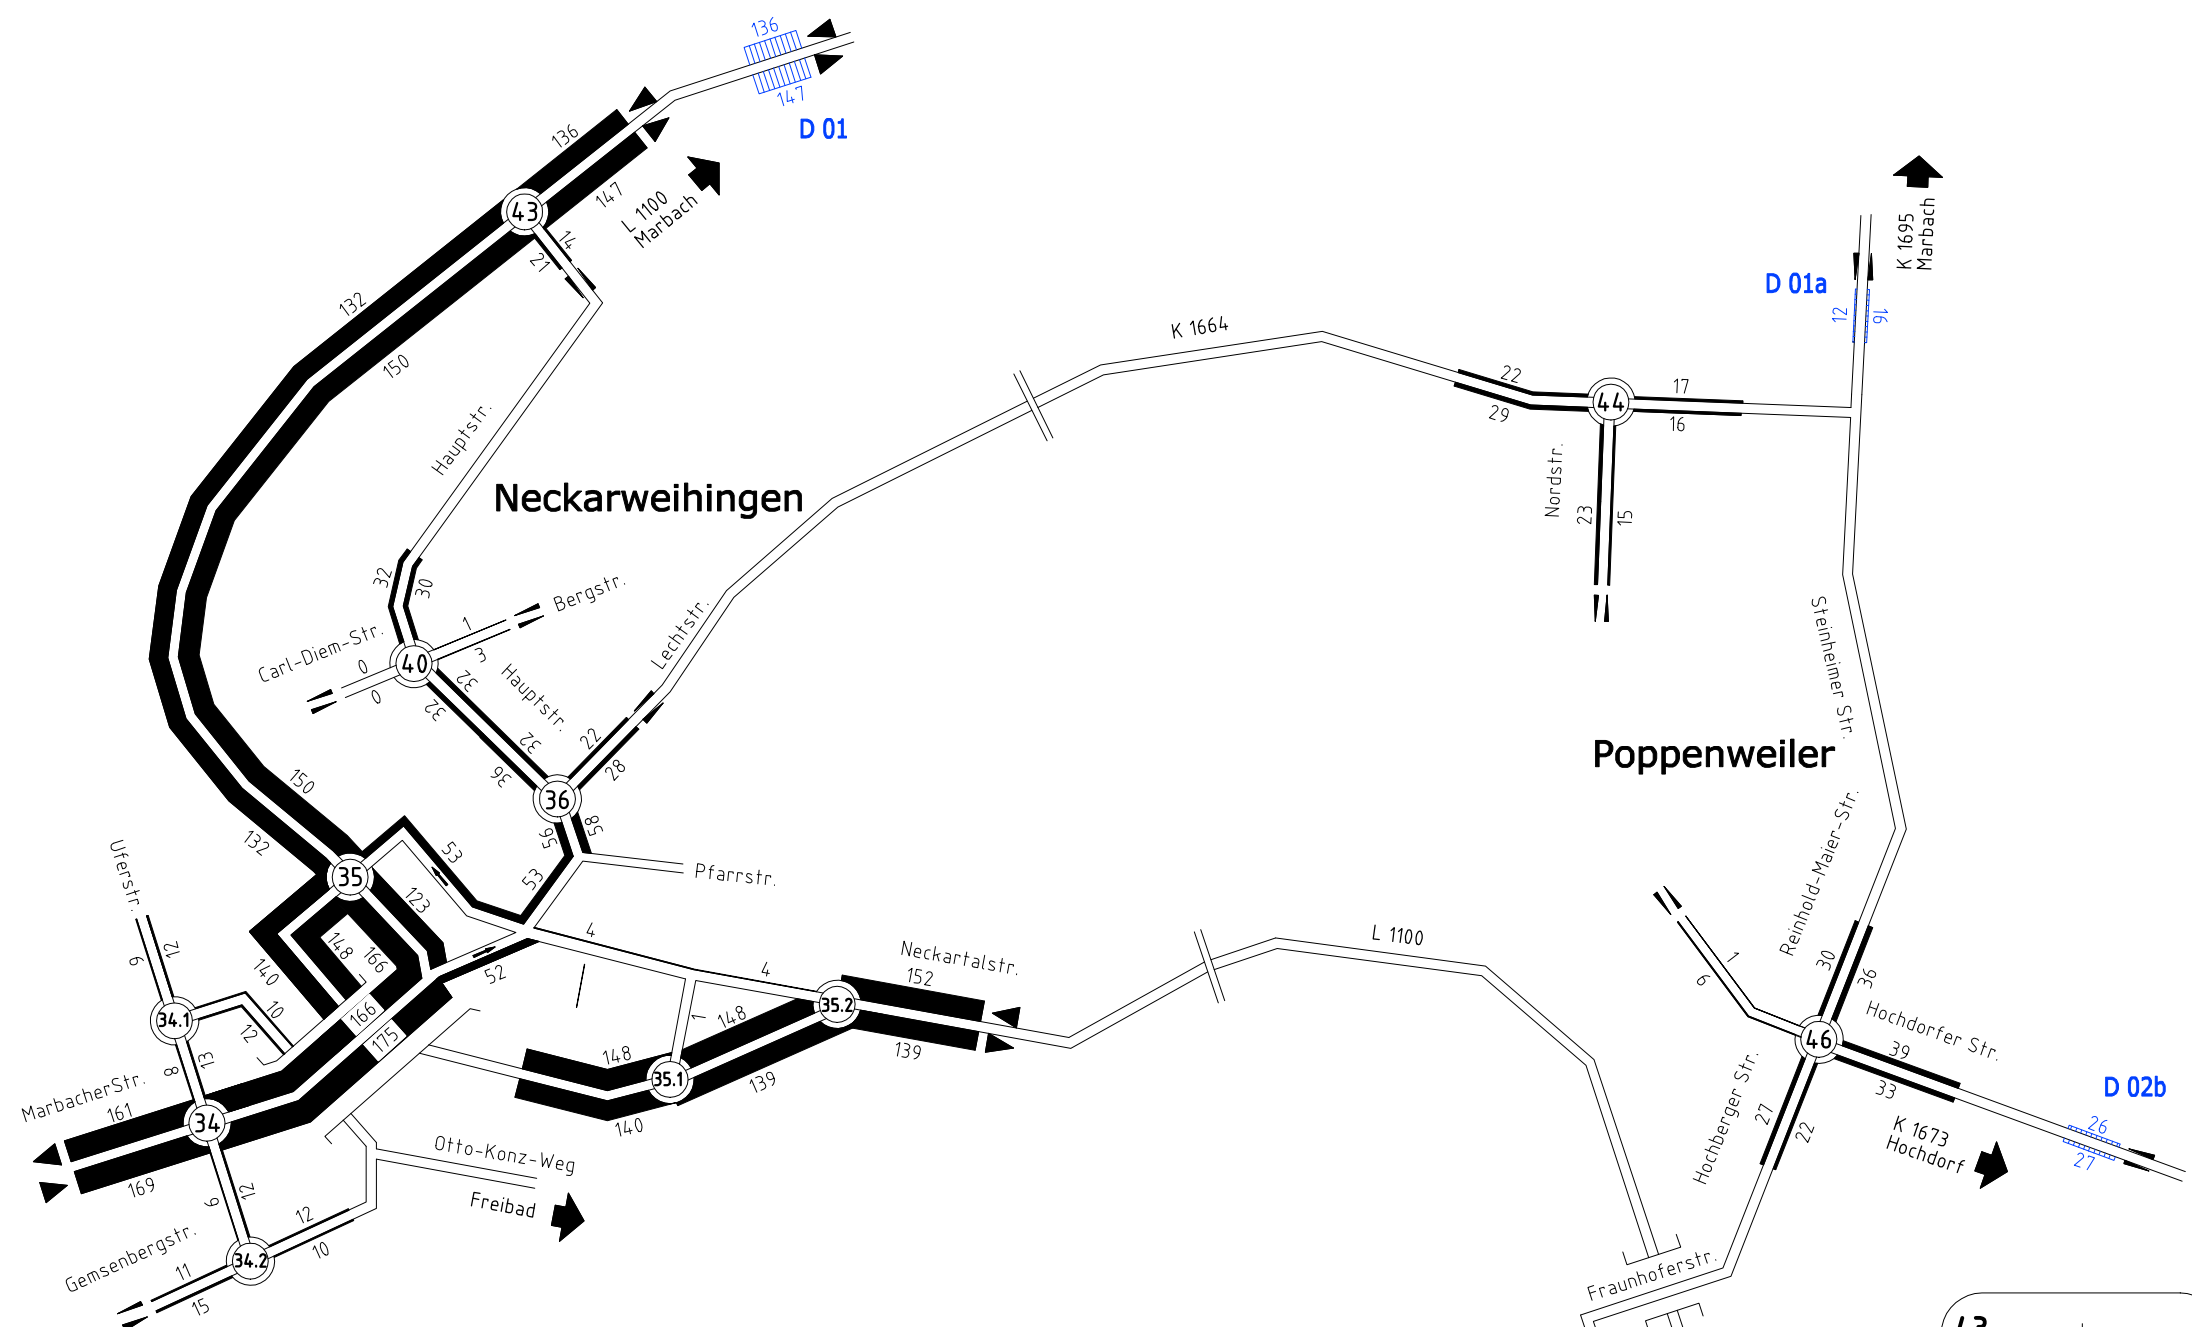 136
147
D 01
136
147
L 1100
Marbach
43
14
21
132
150
Hauptstr.
Neckarweihingen
K 1664
K 1695
Marbach
D 01a
12
16
22
29
44
17
16
Nordstr.
23
15
32
30
Bergstr.
1
3
Carl-Diem-Str.
0
0
40
32
32
Hauptstr.
32
36
Lechtstr.
22
28
36
56
58
Steinheimer Str.
Poppenweiler
Reinhold-Maier-Str.
150
132
35
53
53
Pfarrstr.
123
148
166
140
Uferstr.
9
12
34.1
10
12
166
175
52
4
4
Neckartalstr.
152
35.2
139
148
1
148
35.1
139
140
L 1100
13
8
MarbacherStr.
161
34
169
Otto-Konz-Weg
Freibad
9
12
12
10
34.2
Gemsenbergstr.
11
15
1
6
30
36
46
Hochdorfer Str.
39
33
Hochberger Str.
27
22
K 1673
Hochdorf
D 02b
26
27
Fraunhoferstr.
43